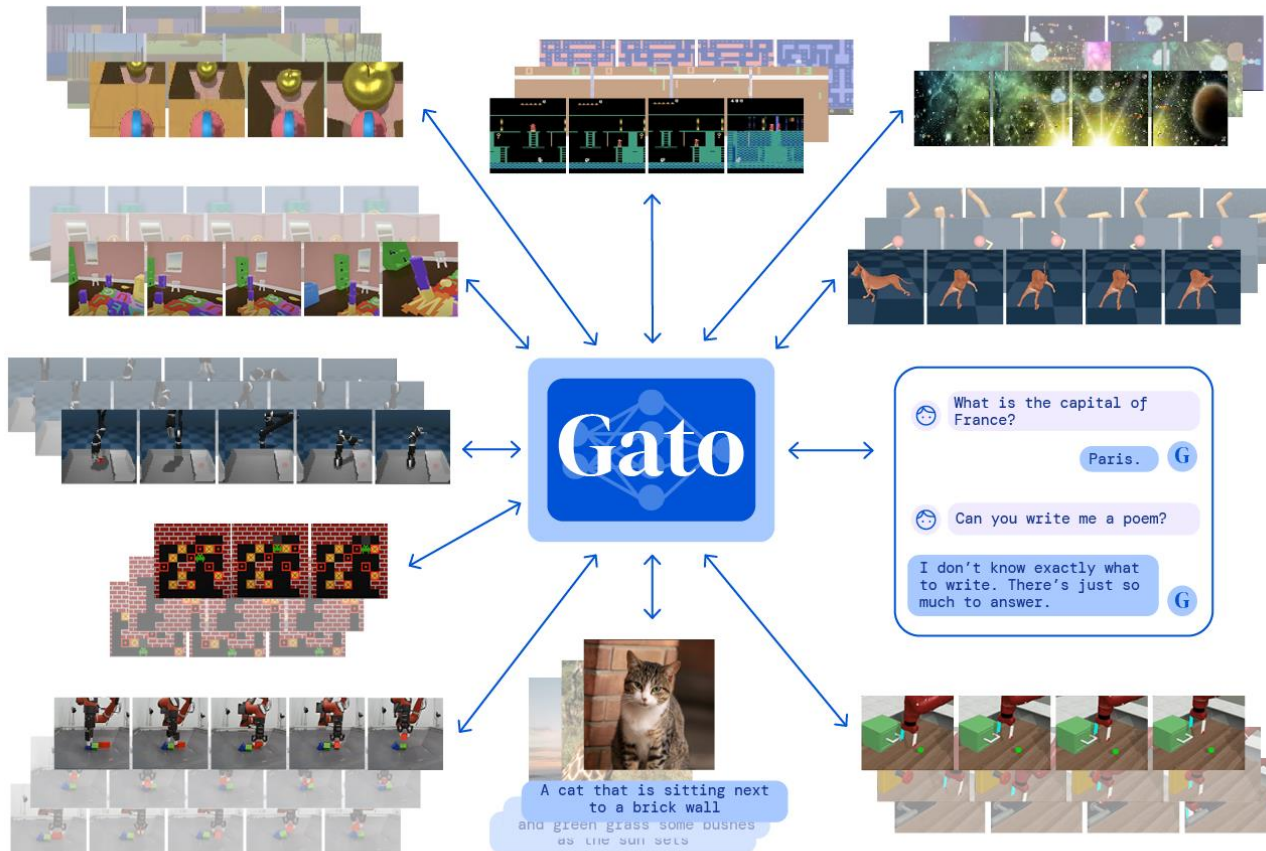 Gato
What is the capital of
France?
Paris.
G
Can you write me a poem?
I don't know exactly what
to write. There's just so
much to answer.
G
A cat that is sitting next
to a brick wall
and green grass some bushes
as the sun sets